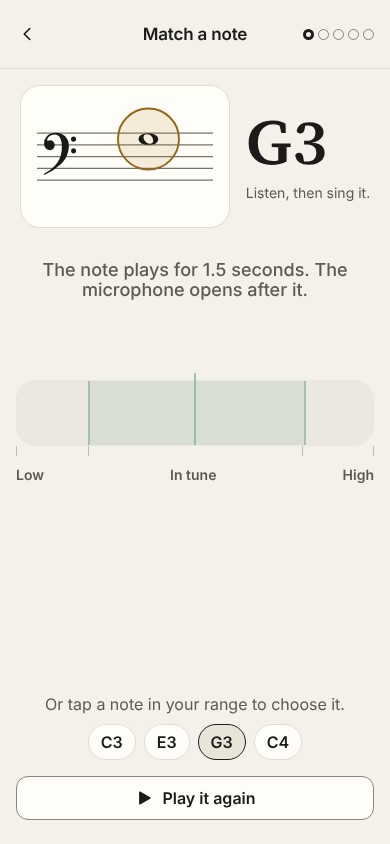 Match a note
G3
Listen, then sing it.
The note plays for 1.5 seconds. The
microphone opens after it.
Low
In tune
High
Or tap a note in your range to choose it.
C3
E3
G3
C4
Play it again